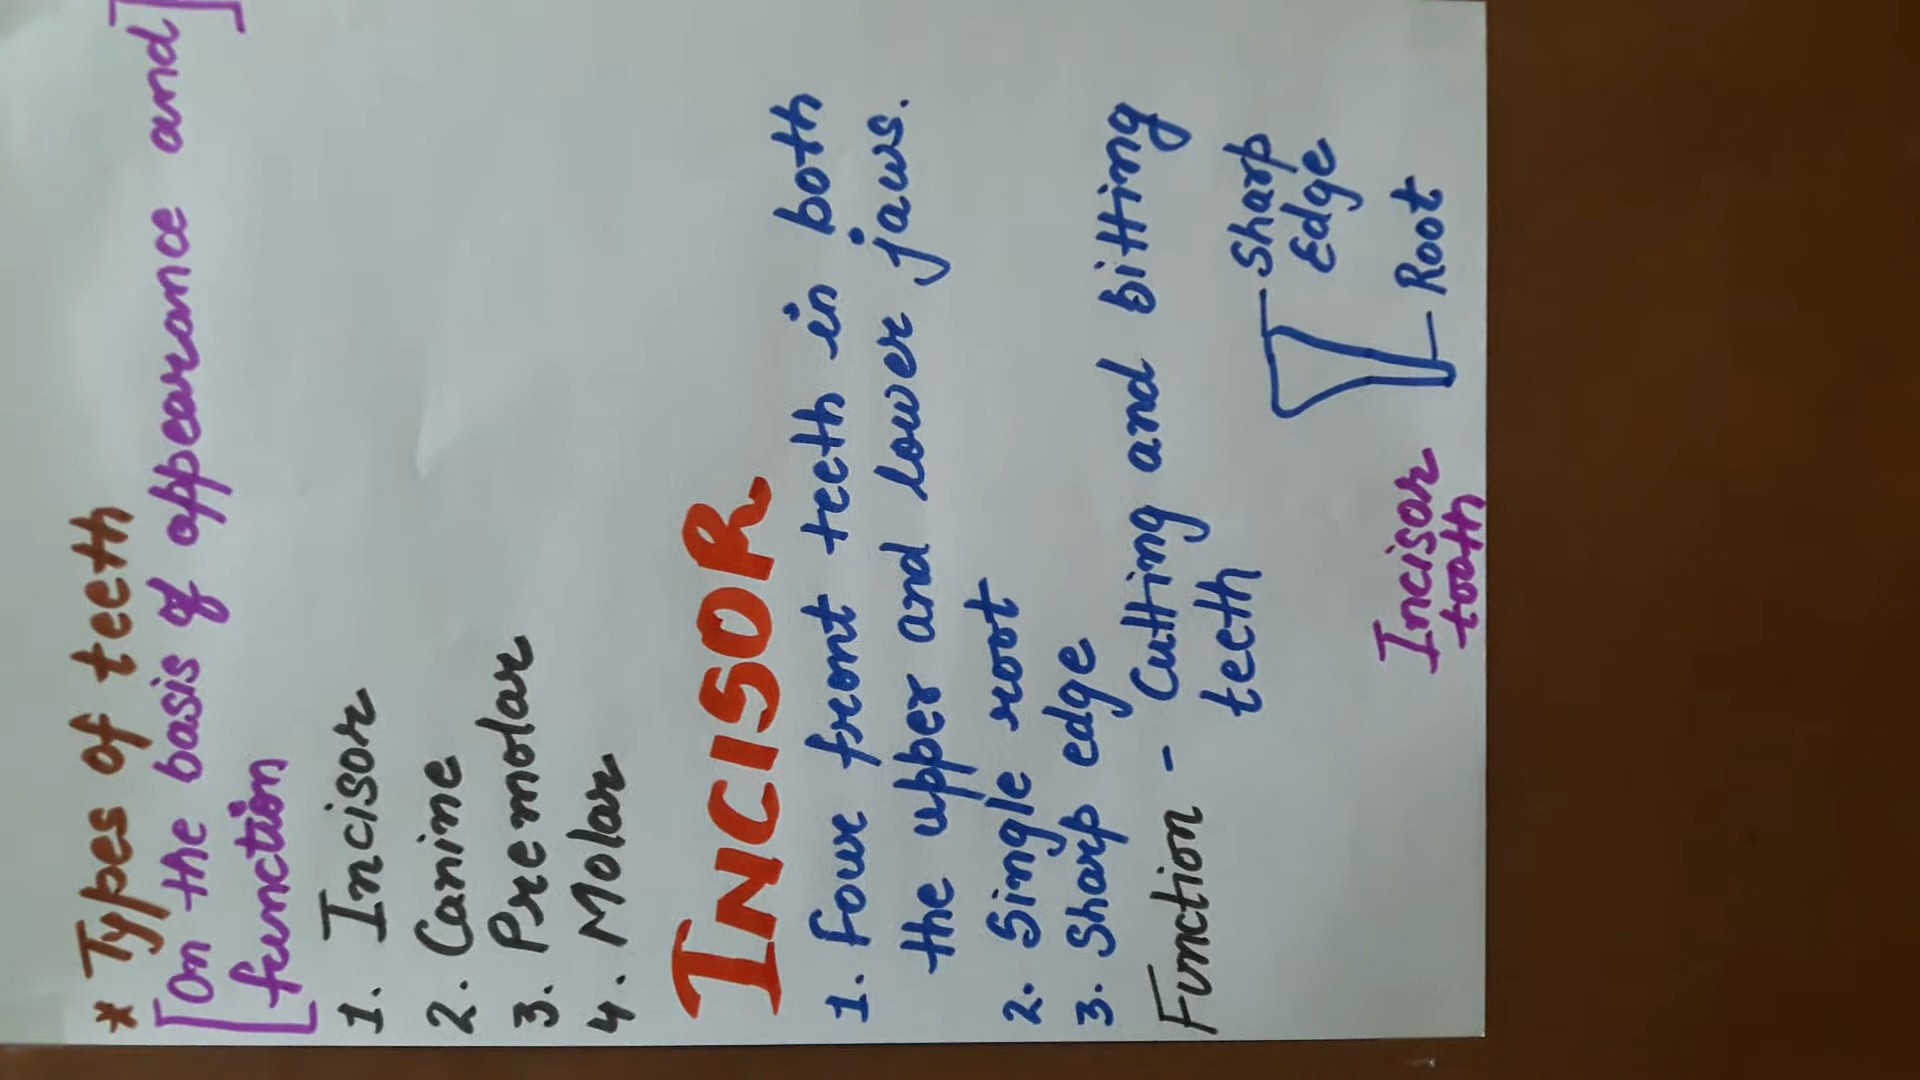 * Types of teeth
[On the basis of appearance and]
function
1. Incisor
2. Canine
3. Premolar
4. Molar
INCISOR
1. four front teeth in both
the upper and lower jaws.
2. Single root
3. Sharp edge
Function - Cutting and bitting
teeth
Sharp
Edge
Root
Incisor
tooth